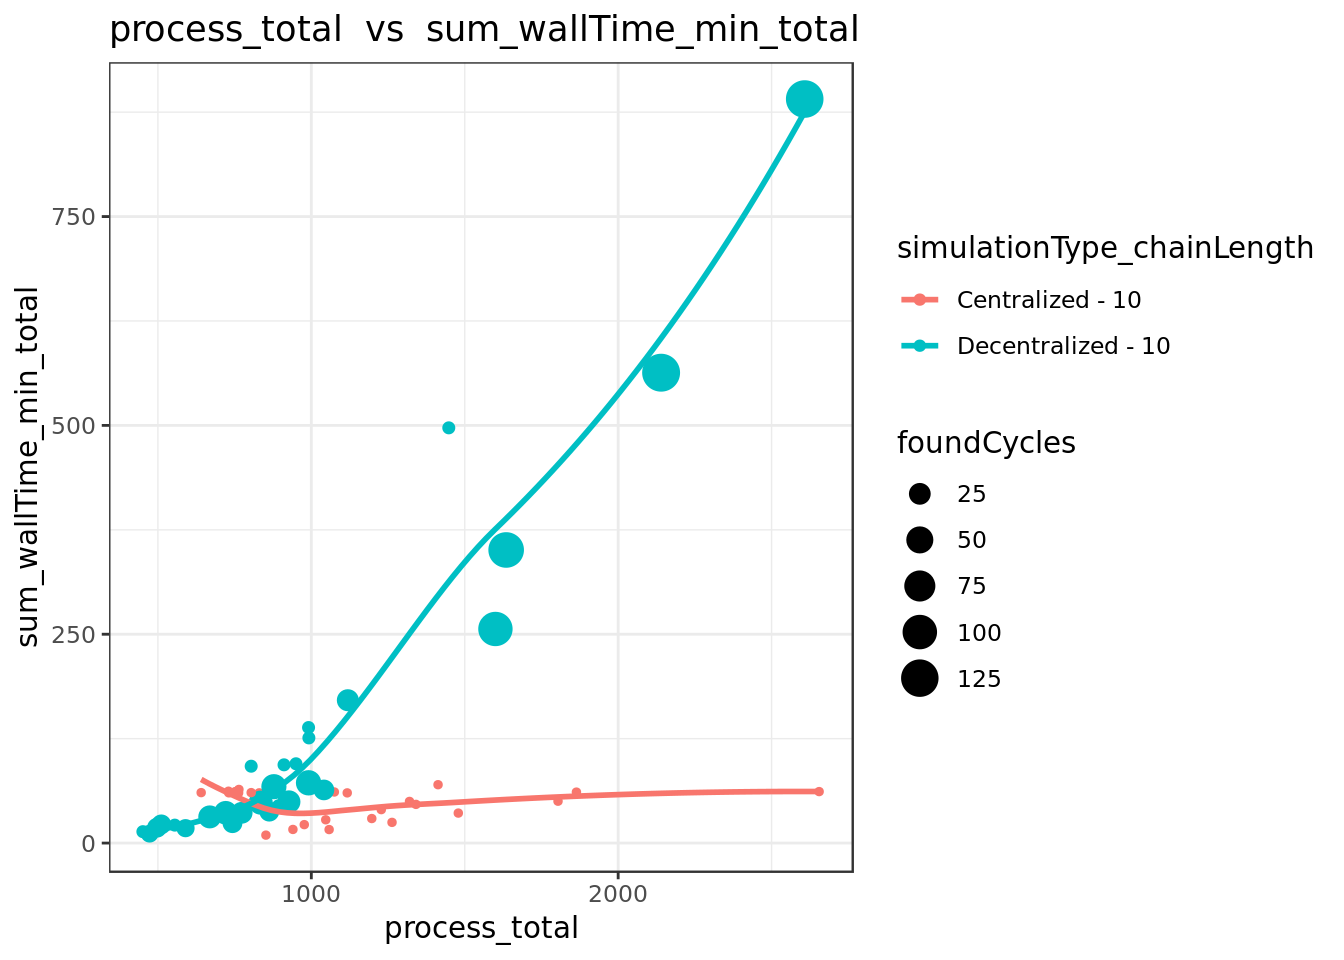 process_total vs sum_wallTime_min_total
sum_wallTime_min_total
750
500
250
0
1000
2000
process_total
simulationType_chainLength
Centralized - 10
Decentralized - 10
foundCycles
25
50
75
100
125